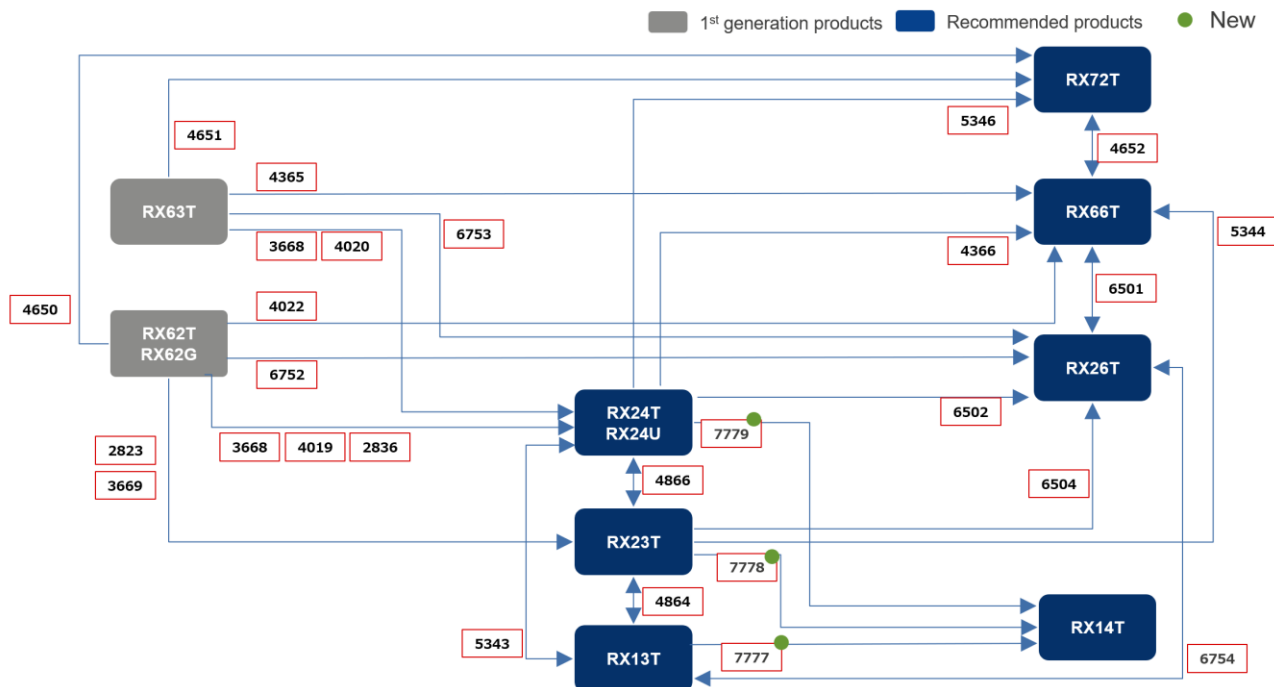 1st generation products
Recommended products
New
RX72T
4651
5346
4652
4365
RX63T
RX66T
3668
4020
6753
4366
5344
4650
4022
6501
RX62T
RX62G
6752
RX26T
RX24T
RX24U
6502
7779
2823
3668
4019
2836
3669
4866
6504
RX23T
7778
4864
RX14T
5343
RX13T
7777
6754